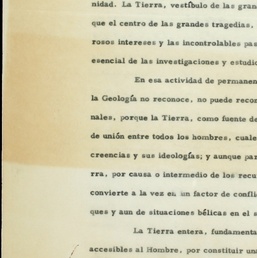 nidad. La Tierra, vestíbulo de las gran
que el centro de las grandes tragedias,
rosos intereses y las incontrolables pas
esencial de las investigaciones y estudio
En esa actividad de permanen
la Geología no reconoce, no puede recon
nales, porque la Tierra, como fuente de
de unión entre todos los hombres, cuale
creencias y sus ideologías; y aunque par
rra, por causa o intermedio de los recu
convierte a la vez en un factor de confli
ques y aun de situaciones bélicas en el s
La Tierra entera, fundamenta
accesibles al Hombre, por constituir una